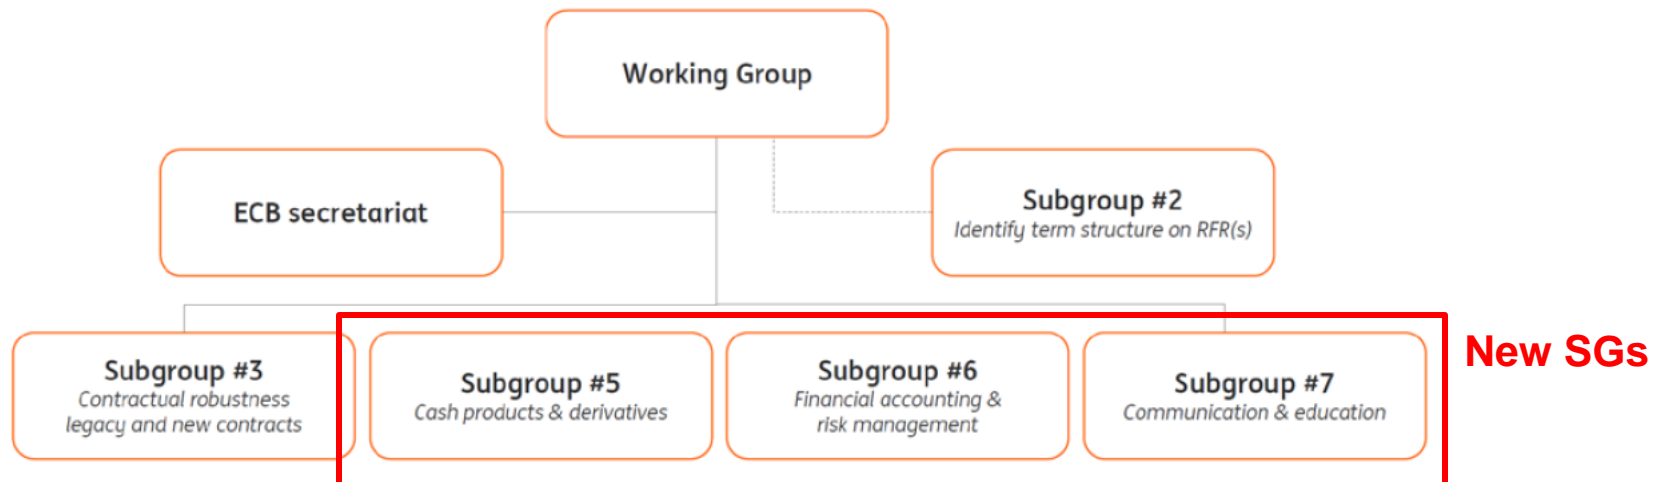 Working Group
ECB secretariat
Subgroup #2
Identify term structure on RFR(s)
Subgroup #3
Contractual robustness
legacy and new contracts
Subgroup #5
Cash products & derivatives
Subgroup #6
Financial accounting &
risk management
Subgroup #7
Communication & education
New SGs